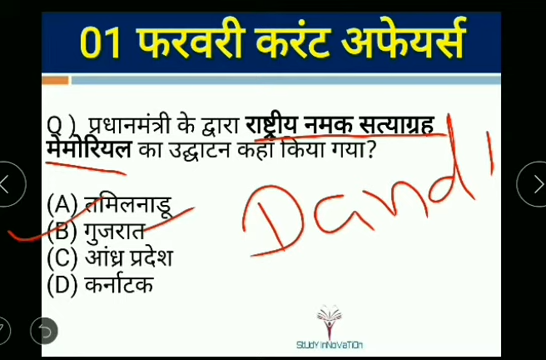 01 फरवरी करंट अफेयर्स
Q ) प्रधानमंत्री के द्वारा राष्ट्रीय नमक सत्याग्रह
मेमोरियल का उद्घाटन कहाँ किया गया?
Dandi
(A) तमिलनाडू
(B) गुजरात
(C) आंध्र प्रदेश
(D) कर्नाटक
StuDY InNoVaTiOn